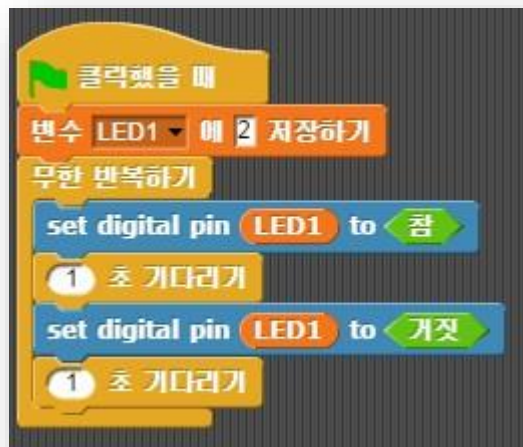 클릭했을 때
변수 LED1 에 2 저장하기
무한 반복하기
set digital pin LED1 to 참
1 초 기다리기
set digital pin LED1 to 거짓
1 초 기다리기